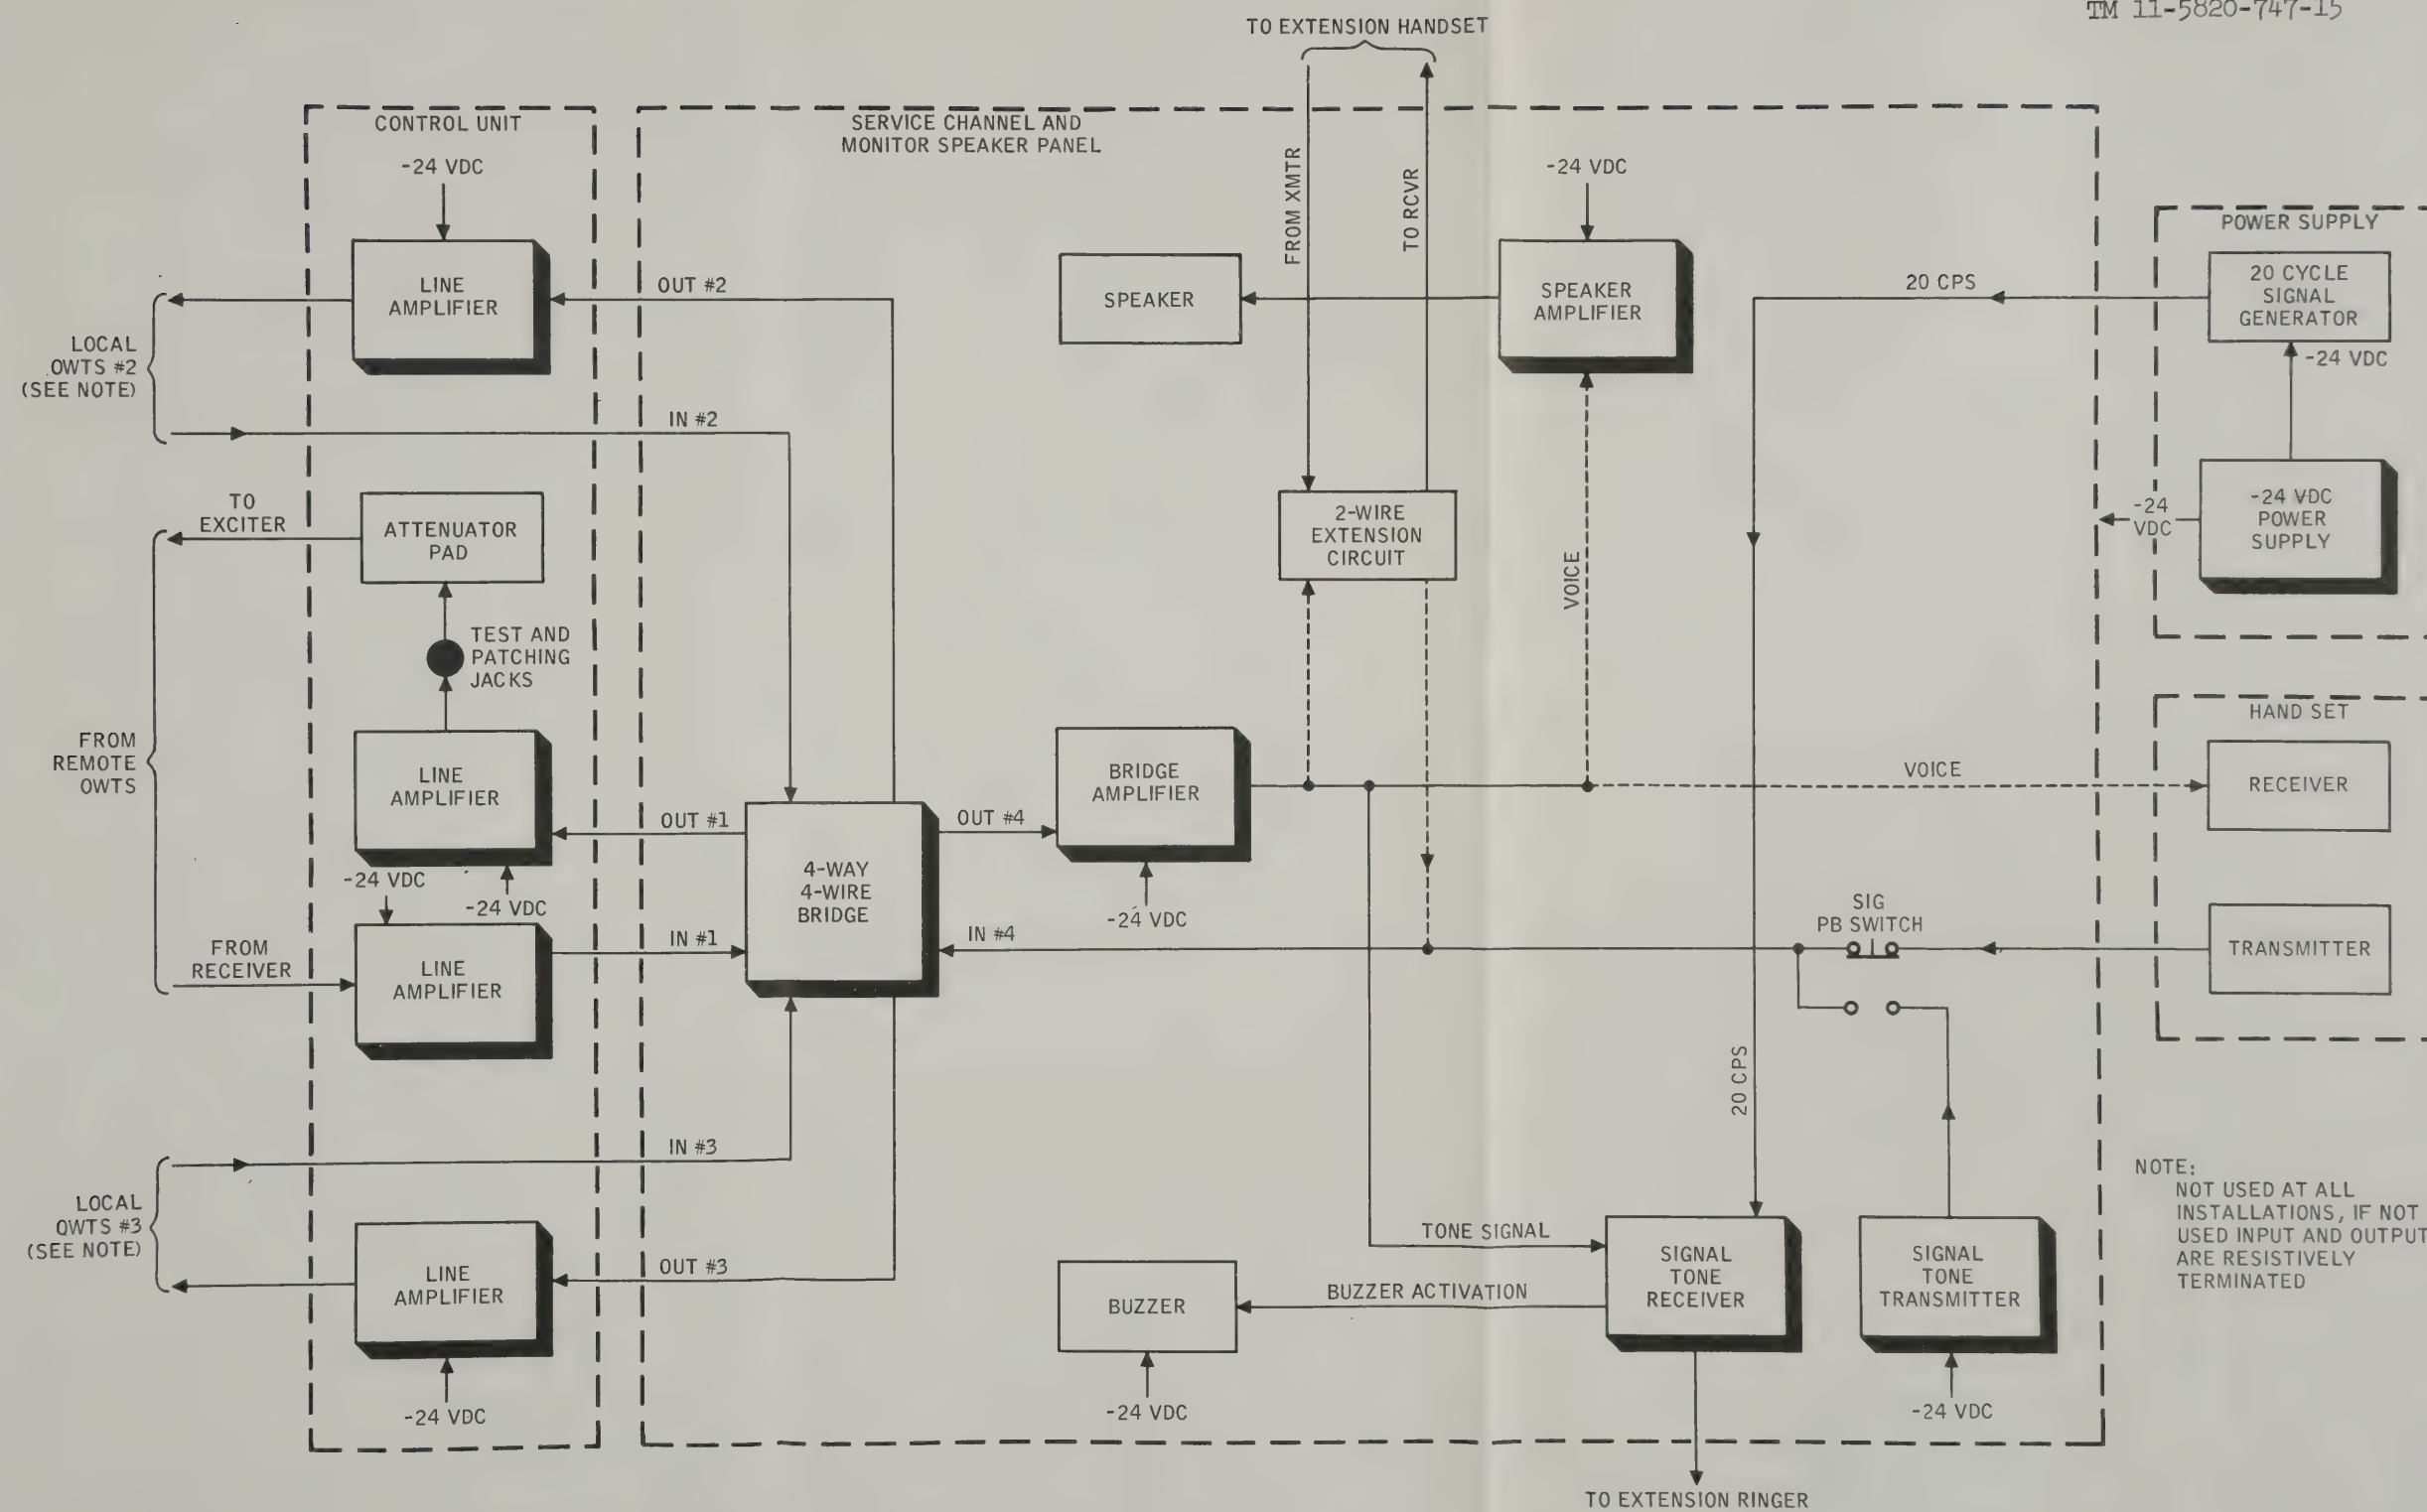 TM 11-5820-747-15
TO EXTENSION HANDSET
CONTROL UNIT
-24 VDC
LINE
AMPLIFIER
LOCAL
OWTS #2
(SEE NOTE)
OUT #2
IN #2
TO
EXCITER
ATTENUATOR
PAD
TEST AND
PATCHING
JACKS
FROM
REMOTE
OWTS
LINE
AMPLIFIER
-24 VDC
-24 VDC
FROM
RECEIVER
LINE
AMPLIFIER
OUT #1
IN #1
IN #3
LOCAL
OWTS #3
(SEE NOTE)
LINE
AMPLIFIER
OUT #3
-24 VDC
SERVICE CHANNEL AND
MONITOR SPEAKER PANEL
FROM XMTR
TO RCVR
-24 VDC
SPEAKER
SPEAKER
AMPLIFIER
20 CPS
2-WIRE
EXTENSION
CIRCUIT
VOICE
BRIDGE
AMPLIFIER
VOICE
OUT #4
4-WAY
4-WIRE
BRIDGE
-24 VDC
IN #4
SIG
PB SWITCH
20 CPS
TONE SIGNAL
SIGNAL
TONE
RECEIVER
SIGNAL
TONE
TRANSMITTER
BUZZER ACTIVATION
BUZZER
-24 VDC
-24 VDC
TO EXTENSION RINGER
POWER SUPPLY
20 CYCLE
SIGNAL
GENERATOR
-24 VDC
-24 VDC
POWER
SUPPLY
-24
VDC
HAND SET
RECEIVER
TRANSMITTER
NOTE:
NOT USED AT ALL
INSTALLATIONS, IF NOT
USED INPUT AND OUTPUT
ARE RESISTIVELY
TERMINATED